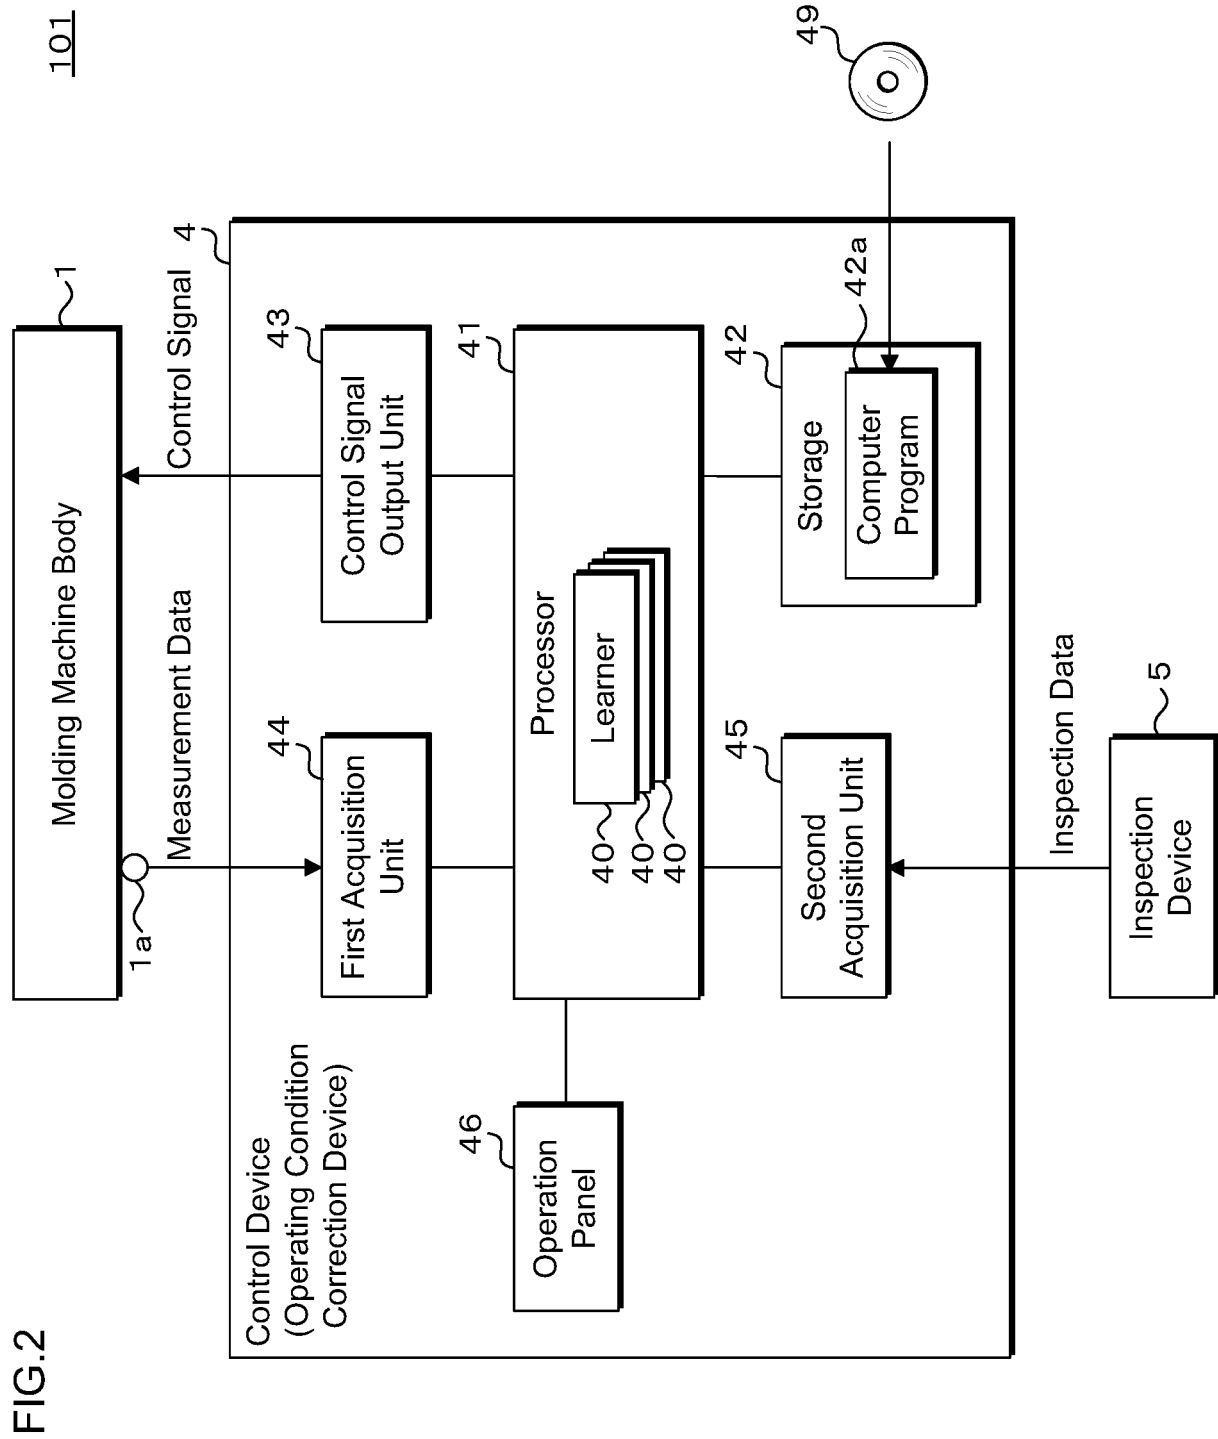 FIG.2
101
Control Device
(Operating Condition
Correction Device)
4
Molding Machine Body
1
1a
Measurement Data
Control Signal
First Acquisition
Unit
44
Control Signal
Output Unit
43
Operation
Panel
46
Processor
41
Learner
40
40
40
Second
Acquisition Unit
45
Storage
42
Computer
Program
42a
49
Inspection Data
Inspection
Device
5